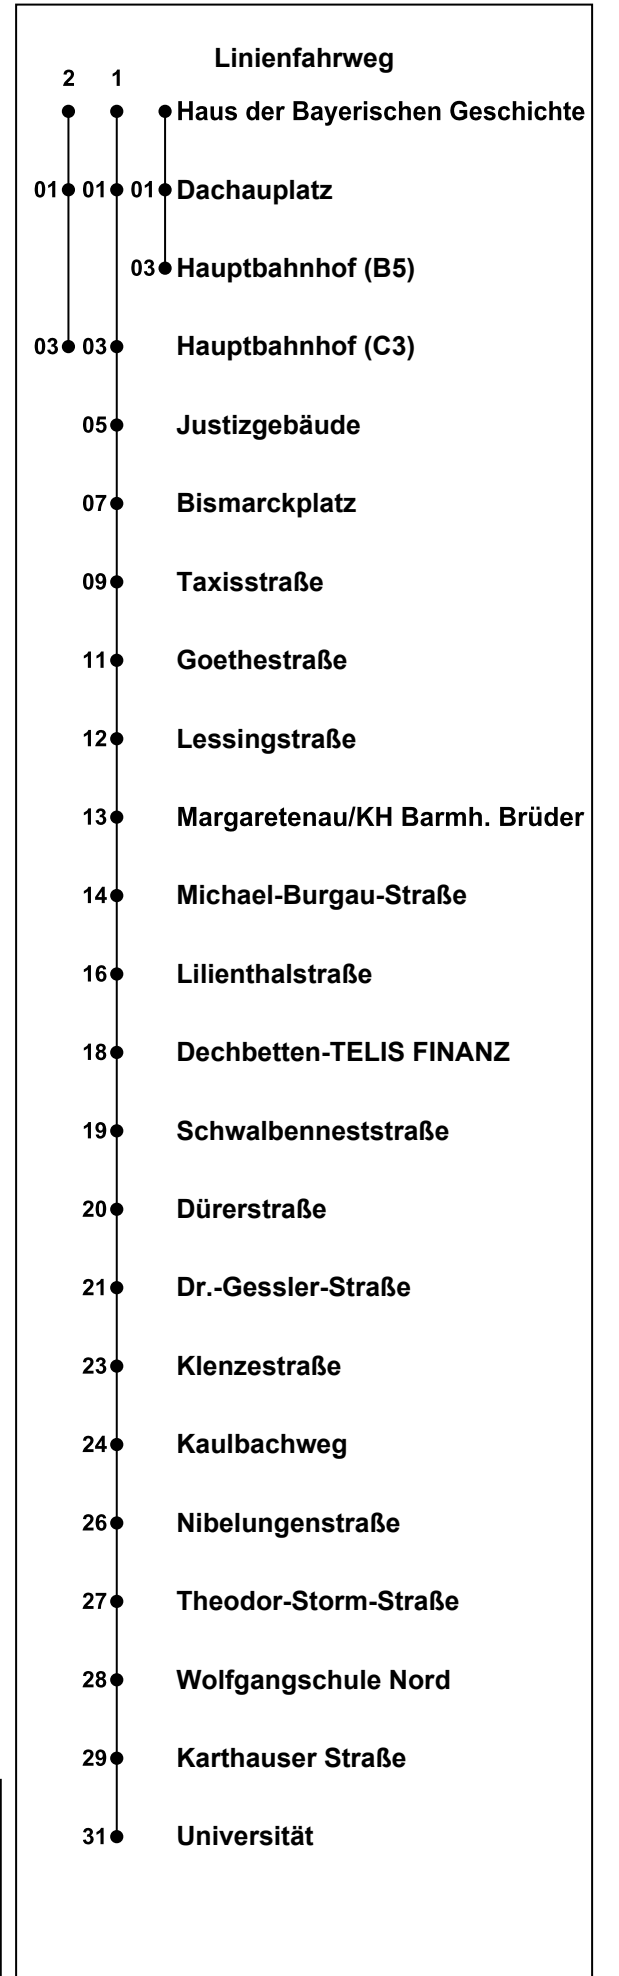 Linienfahrweg
2 1
Haus der Bayerischen Geschichte
01 01 01 Dachauplatz
03 Hauptbahnhof (B5)
03 03 Hauptbahnhof (C3)
05 Justizgebäude
07 Bismarckplatz
09 Taxisstraße
11 Goethestraße
12 Lessingstraße
13 Margaretenau/KH Barmh. Brüder
14 Michael-Burgau-Straße
16 Lilienthalstraße
18 Dechbetten-TELIS FINANZ
19 Schwalbenneststraße
20 Dürerstraße
21 Dr.-Gessler-Straße
23 Klenzestraße
24 Kaulbachweg
26 Nibelungenstraße
27 Theodor-Storm-Straße
28 Wolfgangschule Nord
29 Karthauser Straße
31 Universität